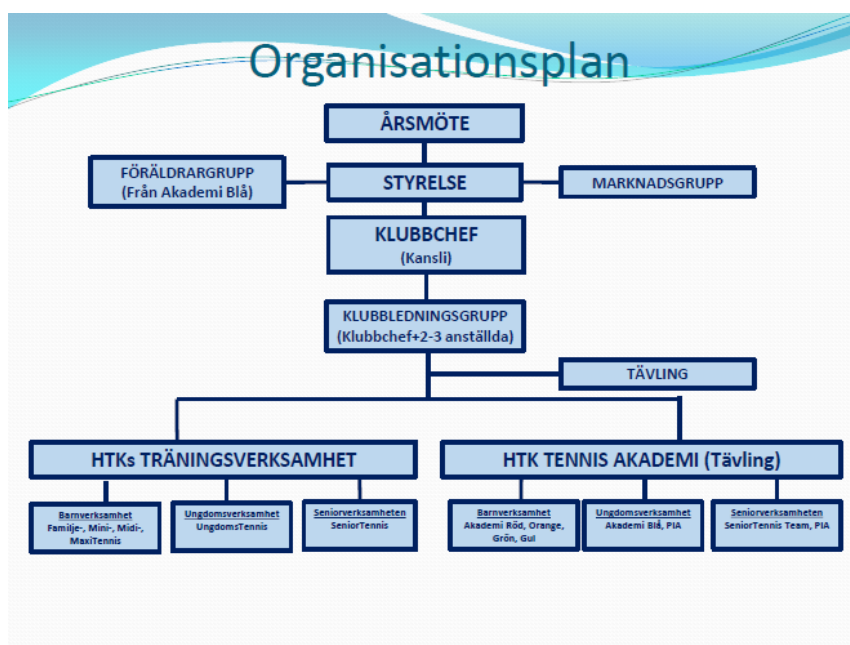 Organisationsplan
ÅRSMÖTE
FÖRÄLDRARGRUPP
(Från Akademi Blå)
STYRELSE
MARKNADSGRUPP
KLUBBCHEF
(Kansli)
KLUBBLEDNINGSGRUPP
(Klubbchef+2-3 anställda)
TÄVLING
HTKs TRÄNINGSVERKSAMHET
HTK TENNIS AKADEMI (Tävling)
Barnverksamhet
Familje-, Mini-, Midi-,
MaxiTennis
Ungdomsverksamhet
UngdomsTennis
Seniorverksamheten
SeniorTennis
Barnverksamhet
Akademi Röd, Orange,
Grön, Gul
Ungdomsverksamhet
Akademi Blå, PIA
Seniorverksamheten
SeniorTennis Team, PIA